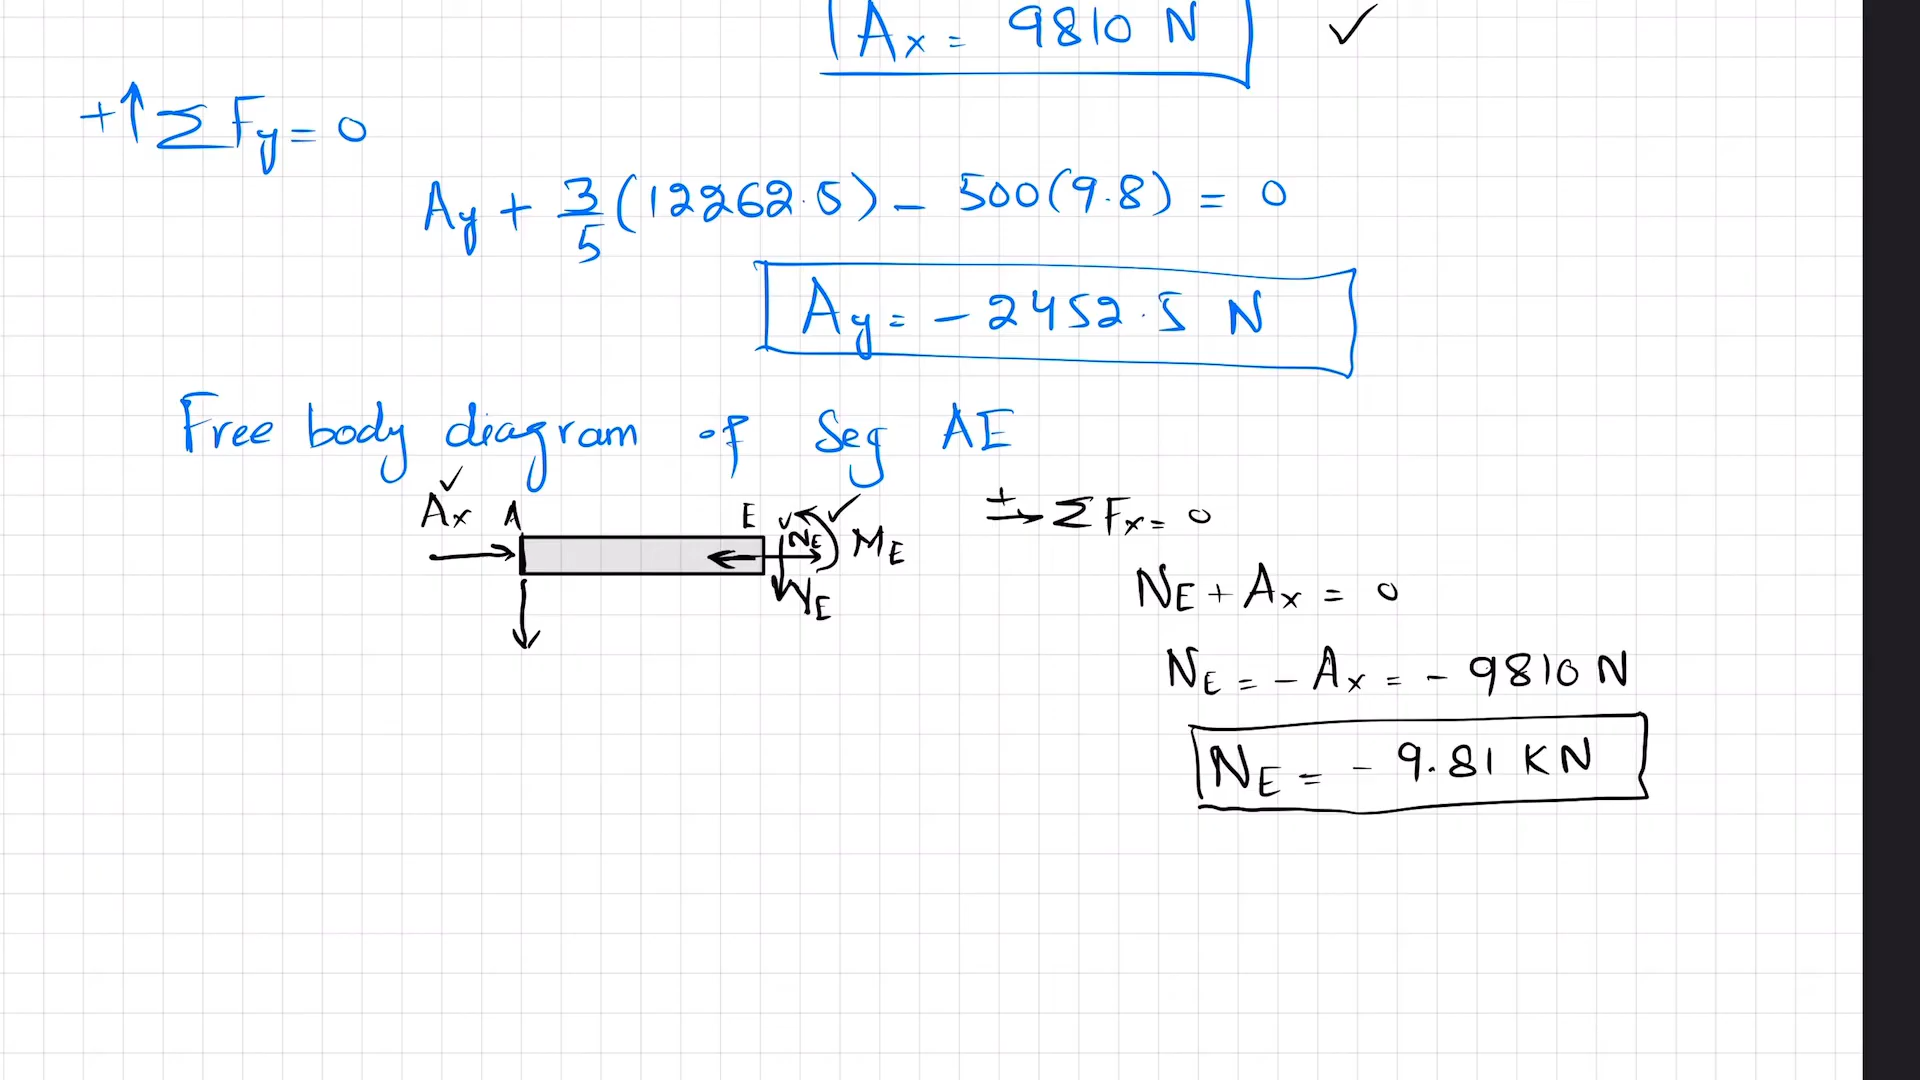 Ax = 9810 N ✓
+↑ ΣFy = 0
Ay + 3/5 (12262.5) - 500(9.8) = 0
Ay = - 2452.5 N
Free body diagram of Seg AE
Ax A E NE ME
VE
+→ ΣFx = 0
NE + Ax = 0
NE = - Ax = - 9810 N
NE = - 9.81 KN